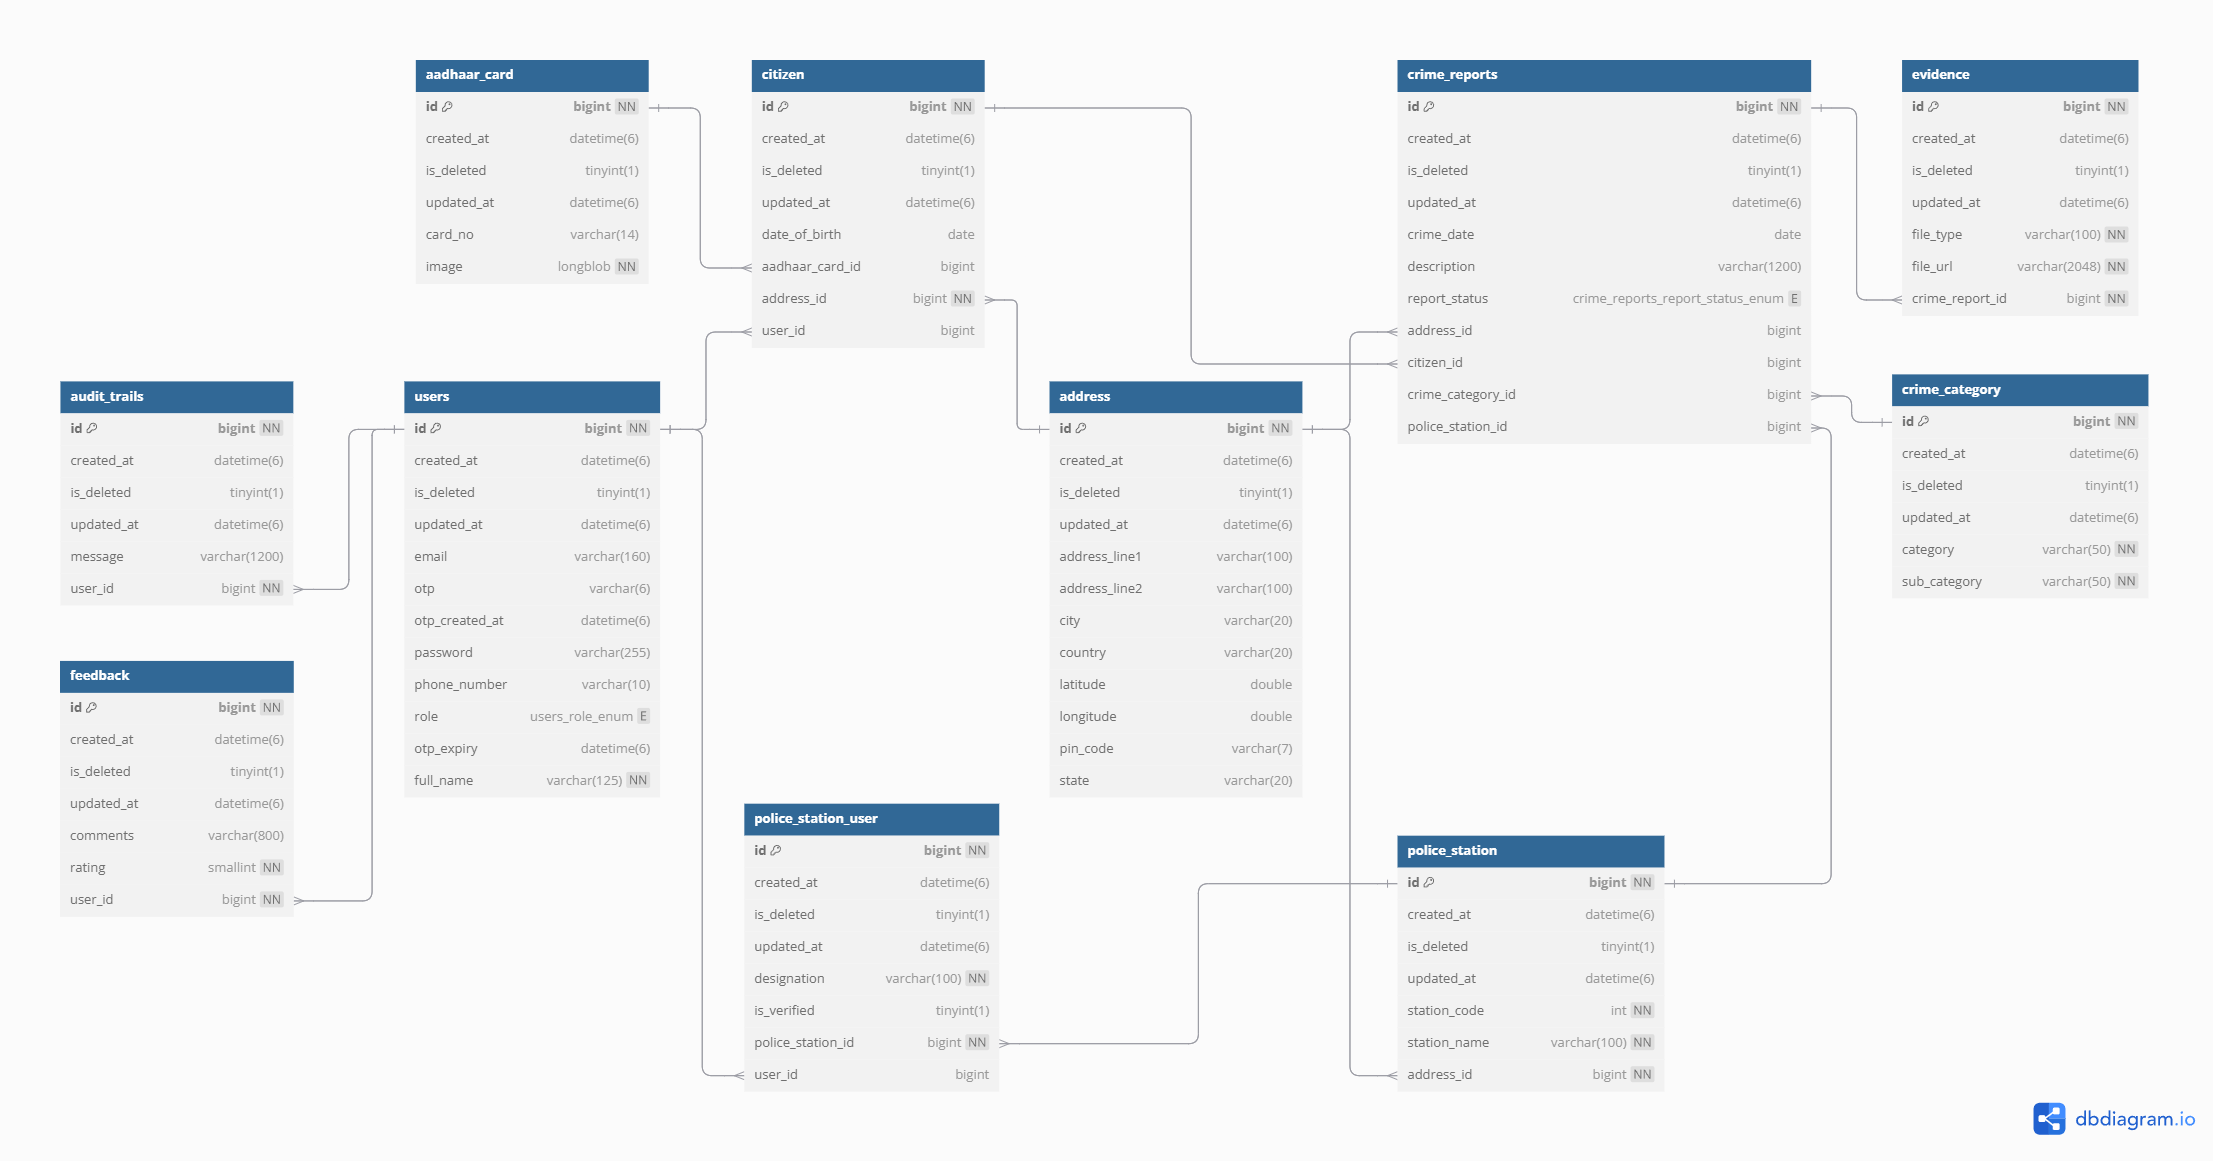 aadhaar_card
id bigint NN
created_at datetime(6)
is_deleted tinyint(1)
updated_at datetime(6)
card_no varchar(14)
image longblob NN
citizen
id bigint NN
created_at datetime(6)
is_deleted tinyint(1)
updated_at datetime(6)
date_of_birth date
aadhaar_card_id bigint
address_id bigint NN
user_id bigint
crime_reports
id bigint NN
created_at datetime(6)
is_deleted tinyint(1)
updated_at datetime(6)
crime_date date
description varchar(1200)
report_status crime_reports_report_status_enum E
address_id bigint
citizen_id bigint
crime_category_id bigint
police_station_id bigint
evidence
id bigint NN
created_at datetime(6)
is_deleted tinyint(1)
updated_at datetime(6)
file_type varchar(100) NN
file_url varchar(2048) NN
crime_report_id bigint NN
audit_trails
id bigint NN
created_at datetime(6)
is_deleted tinyint(1)
updated_at datetime(6)
message varchar(1200)
user_id bigint NN
users
id bigint NN
created_at datetime(6)
is_deleted tinyint(1)
updated_at datetime(6)
email varchar(160)
otp varchar(6)
otp_created_at datetime(6)
password varchar(255)
phone_number varchar(10)
role users_role_enum E
otp_expiry datetime(6)
full_name varchar(125) NN
address
id bigint NN
created_at datetime(6)
is_deleted tinyint(1)
updated_at datetime(6)
address_line1 varchar(100)
address_line2 varchar(100)
city varchar(20)
country varchar(20)
latitude double
longitude double
pin_code varchar(7)
state varchar(20)
crime_category
id bigint NN
created_at datetime(6)
is_deleted tinyint(1)
updated_at datetime(6)
category varchar(50) NN
sub_category varchar(50) NN
feedback
id bigint NN
created_at datetime(6)
is_deleted tinyint(1)
updated_at datetime(6)
comments varchar(800)
rating smallint NN
user_id bigint NN
police_station_user
id bigint NN
created_at datetime(6)
is_deleted tinyint(1)
updated_at datetime(6)
designation varchar(100) NN
is_verified tinyint(1)
police_station_id bigint NN
user_id bigint
police_station
id bigint NN
created_at datetime(6)
is_deleted tinyint(1)
updated_at datetime(6)
station_code int NN
station_name varchar(100) NN
address_id bigint NN
dbdiagram.io